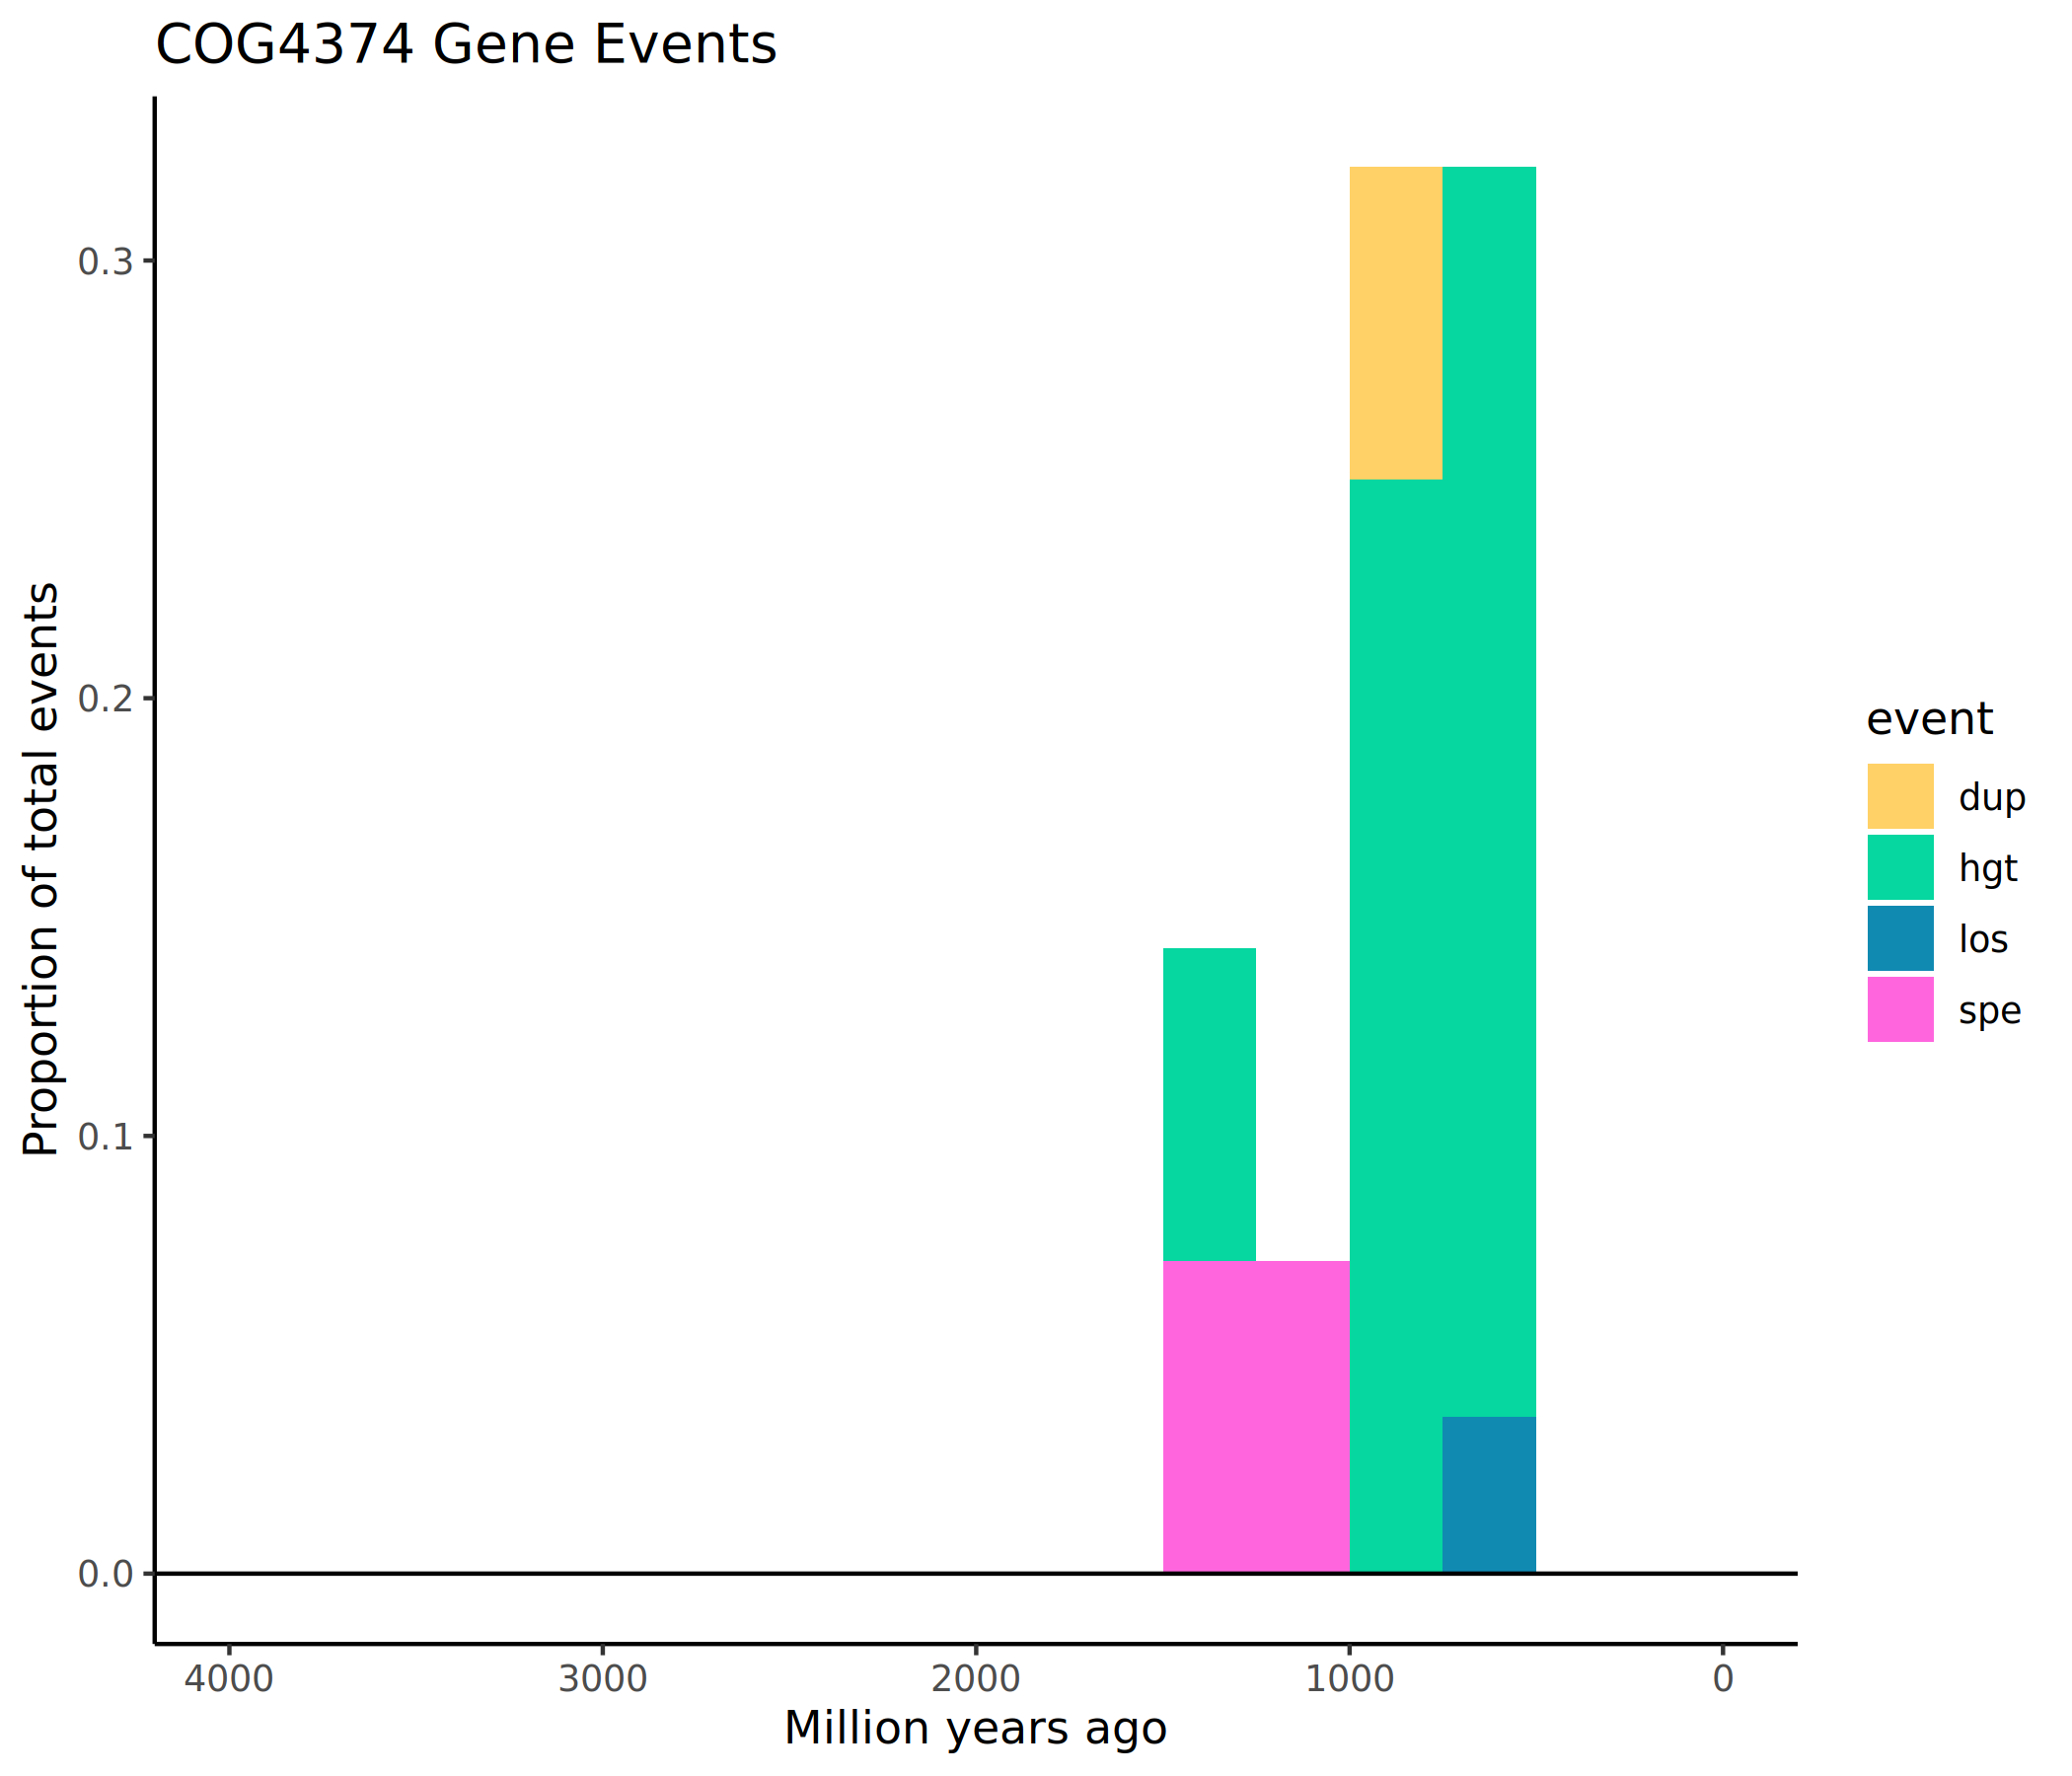 COG4374 Gene Events
Proportion of total events
0.3
0.2
0.1
0.0
4000 3000 2000 1000 0
Million years ago
event
dup
hgt
los
spe